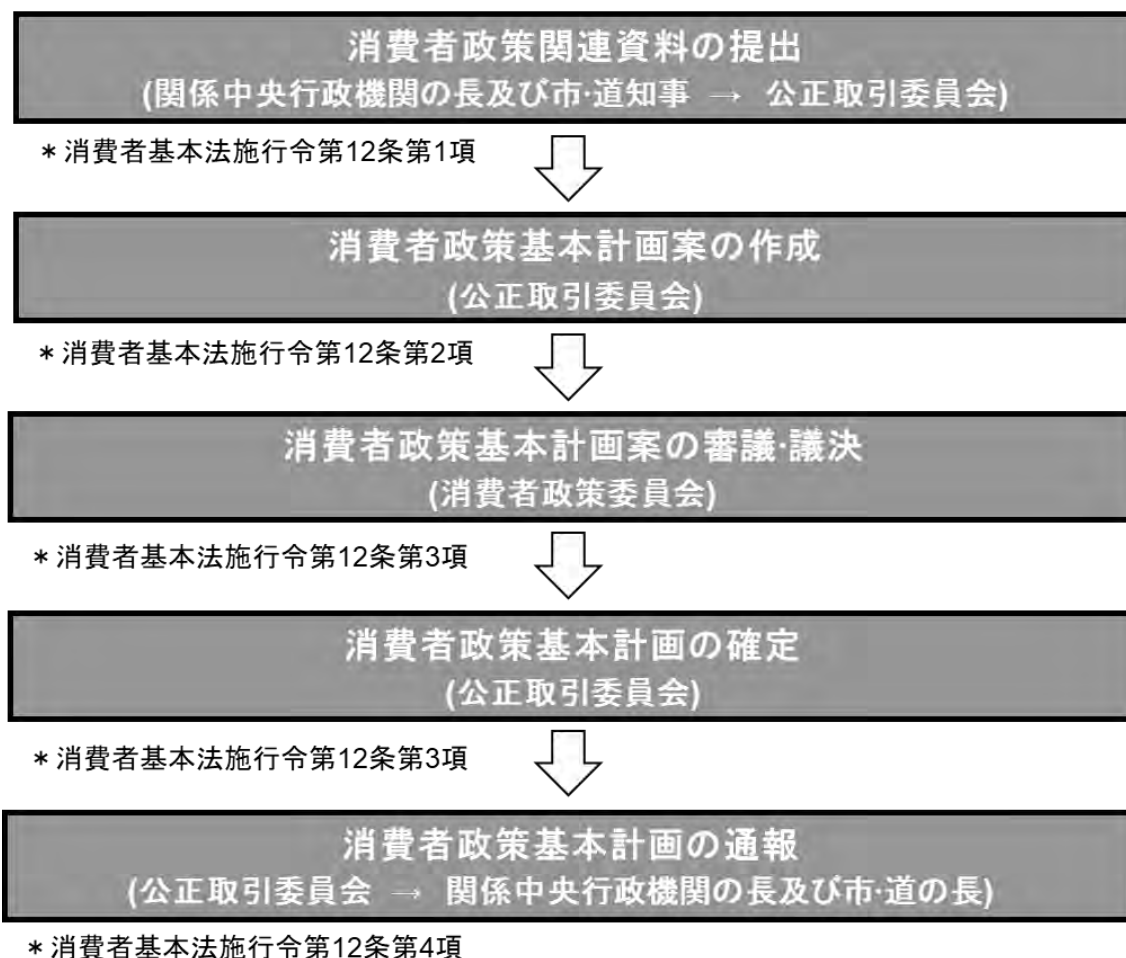 消費者政策関連資料の提出
(関係中央行政機関の長及び市·道知事 → 公正取引委員会)
＊消費者基本法施行令第12条第1項
消費者政策基本計画案の作成
(公正取引委員会)
＊消費者基本法施行令第12条第2項
消費者政策基本計画案の審議·議決
(消費者政策委員会)
＊消費者基本法施行令第12条第3項
消費者政策基本計画の確定
(公正取引委員会)
＊消費者基本法施行令第12条第3項
消費者政策基本計画の通報
(公正取引委員会 → 関係中央行政機関の長及び市·道の長)
＊消費者基本法施行令第12条第4項